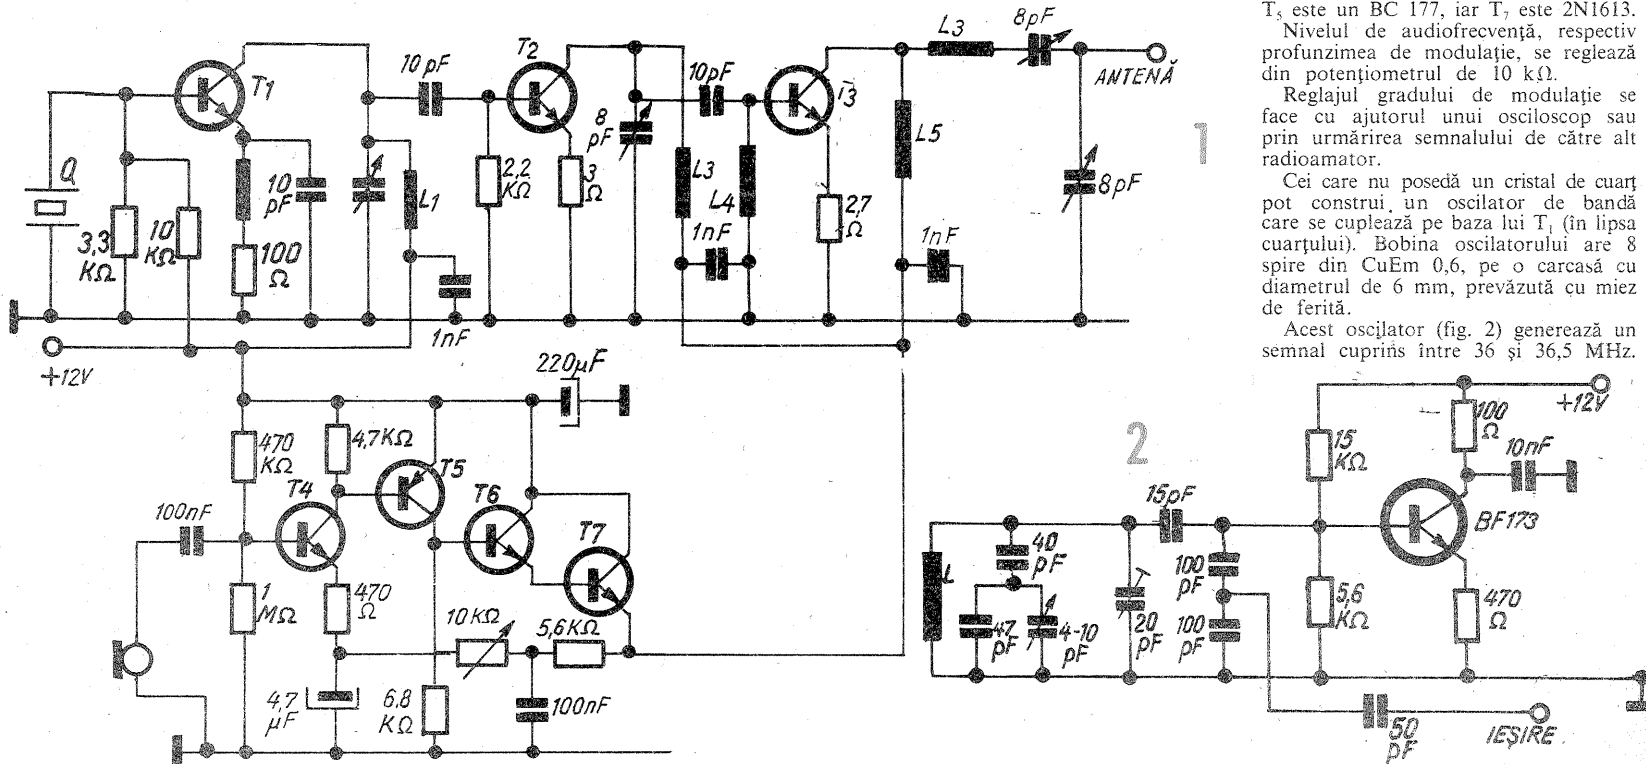 T₅ este un BC 177, iar T₇ este 2N1613.
Nivelul de audiofrecvență, respectiv
profunzimea de modulație, se reglează
din potențiometrul de 10 kΩ.
Reglajul gradului de modulație se
face cu ajutorul unui osciloscop sau
prin urmărirea semnalului de către alt
radioamator.
Cei care nu posedă un cristal de cuarț
pot construi un oscilator de bandă
care se cuplează pe baza lui T₁ (în lipsa
cuarțului). Bobina oscilatorului are 8
spire din CuEm 0,6, pe o carcasă cu
diametrul de 6 mm, prevăzută cu miez
de ferită.
Acest oscilator (fig. 2) generează un
semnal cuprins între 36 și 36,5 MHz.
1
Q
3,3
KΩ
10
KΩ
T1
100
Ω
10
pF
L1
1nF
10pF
T2
2,2
KΩ
3
Ω
8
pF
L3
10pF
L4
1nF
T3
2,7
Ω
L5
1nF
L3
8pF
ANTENĂ
8pF
+12V
220µF
470
KΩ
4,7KΩ
T4
T5
T6
T7
100nF
1
MΩ
470
Ω
10KΩ
5,6KΩ
4,7
µF
6,8
KΩ
100nF
2
L
40
pF
47
pF
4-10
pF
20
pF
15pF
100
pF
100
pF
15
KΩ
5,6
KΩ
100
Ω
+12V
10nF
BF173
470
Ω
50
pF
IEȘIRE